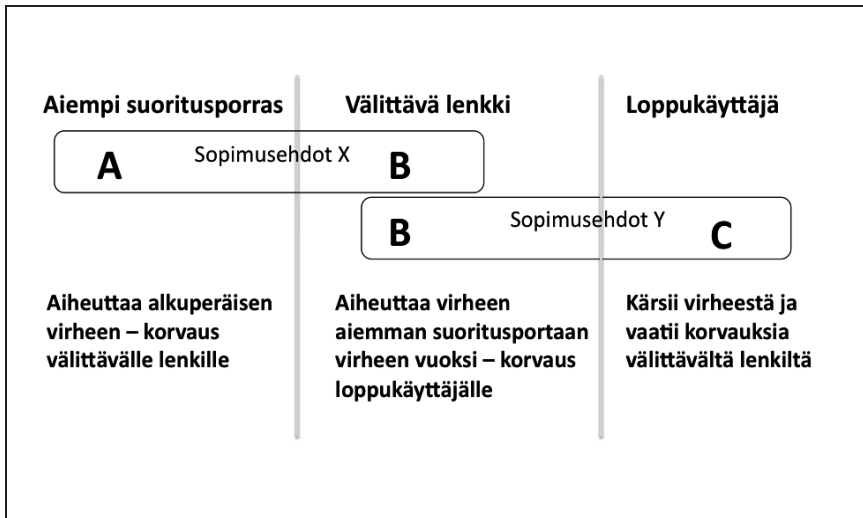 Aiempi suoritusporras
Välittävä lenkki
Loppukäyttäjä
A
Sopimusehdot X
B
B
Sopimusehdot Y
C
Aiheuttaa alkuperäisen
virheen – korvaus
välittävälle lenkille
Aiheuttaa virheen
aiemman suoritusportaan
virheen vuoksi – korvaus
loppukäyttäjälle
Kärsii virheestä ja
vaatii korvauksia
välittävältä lenkiltä